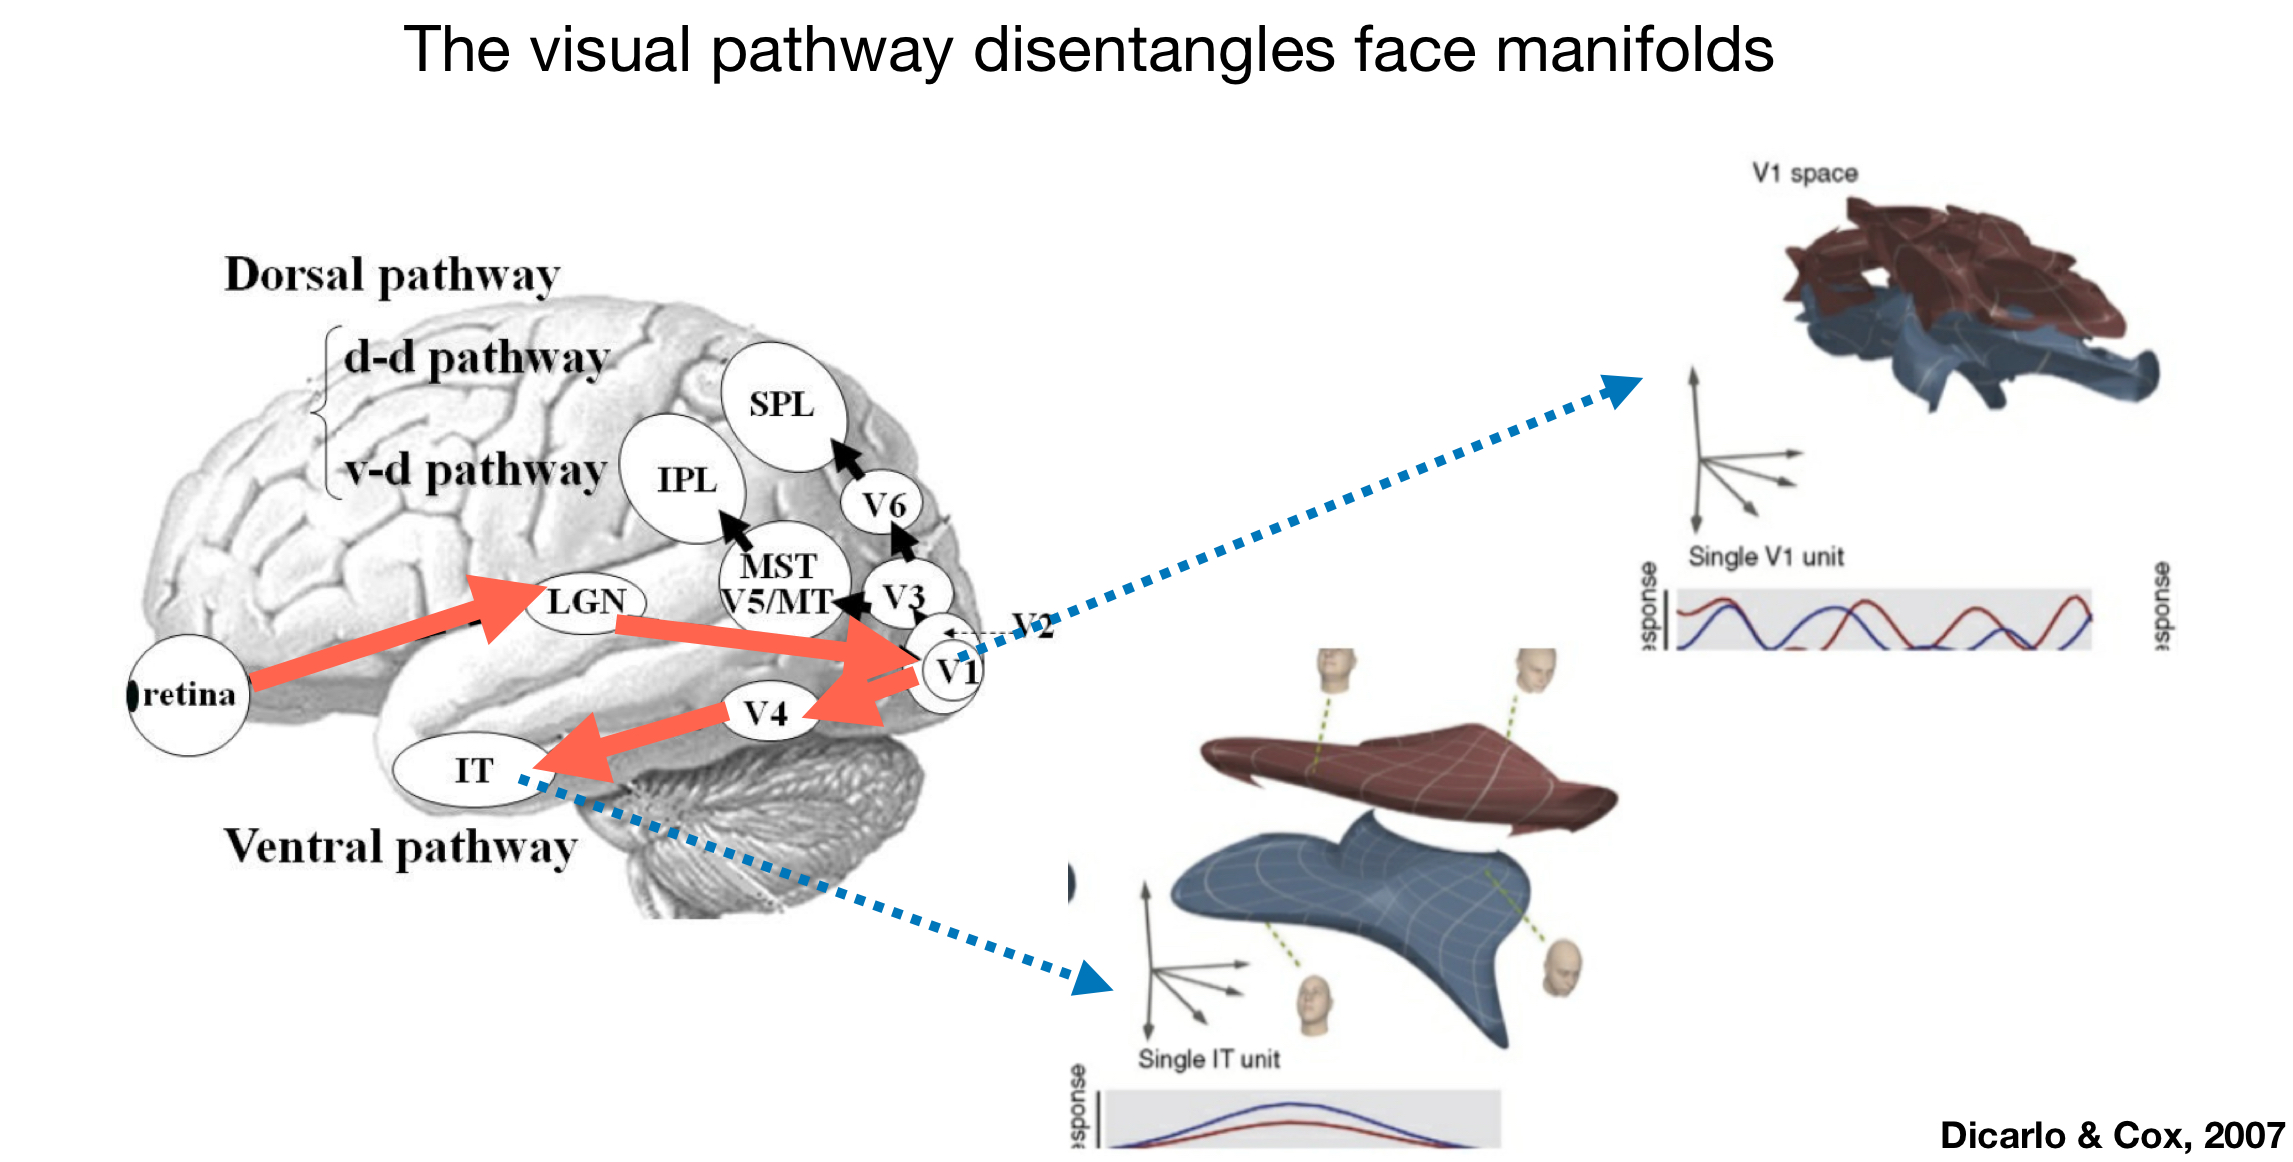 The visual pathway disentangles face manifolds
Dorsal pathway
d-d pathway
v-d pathway
SPL
IPL
V6
MST
V5/MT
V3
V2
LGN
V1
retina
V4
IT
Ventral pathway
V1 space
Single V1 unit
esponse
esponse
Single IT unit
esponse
Dicarlo & Cox, 2007